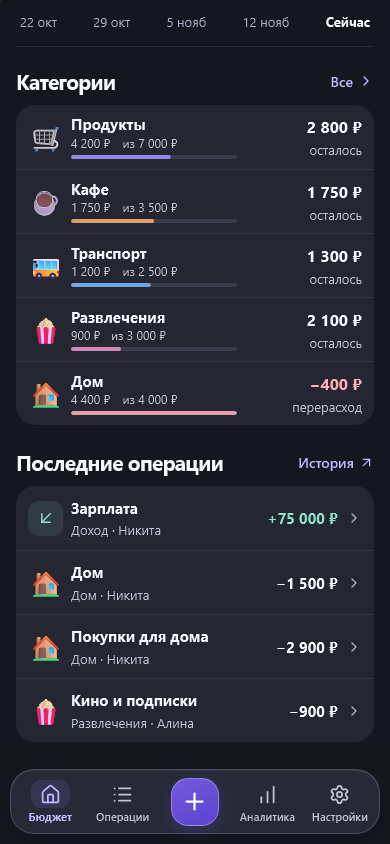 22 окт 29 окт 5 нояб 12 нояб Сейчас
Категории Все
Продукты 2 800 ₽
4 200 ₽ из 7 000 ₽ осталось
Кафе 1 750 ₽
1 750 ₽ из 3 500 ₽ осталось
Транспорт 1 300 ₽
1 200 ₽ из 2 500 ₽ осталось
Развлечения 2 100 ₽
900 ₽ из 3 000 ₽ осталось
Дом −400 ₽
4 400 ₽ из 4 000 ₽ перерасход
Последние операции История
Зарплата +75 000 ₽
Доход · Никита
Дом −1 500 ₽
Дом · Никита
Покупки для дома −2 900 ₽
Дом · Никита
Кино и подписки −900 ₽
Развлечения · Алина
Бюджет Операции Аналитика Настройки